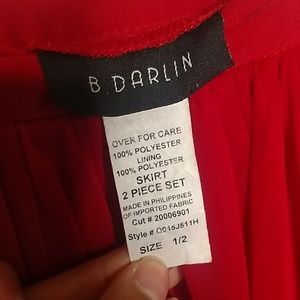 B. DARLIN
OVER FOR CARE
100% POLYESTER
LINING
100% POLYESTER
SKIRT
2 PIECE SET
MADE IN PHILIPPINES
OF IMPORTED FABRIC
Cut # 20006901
Style # O015J511H
SIZE 1/2